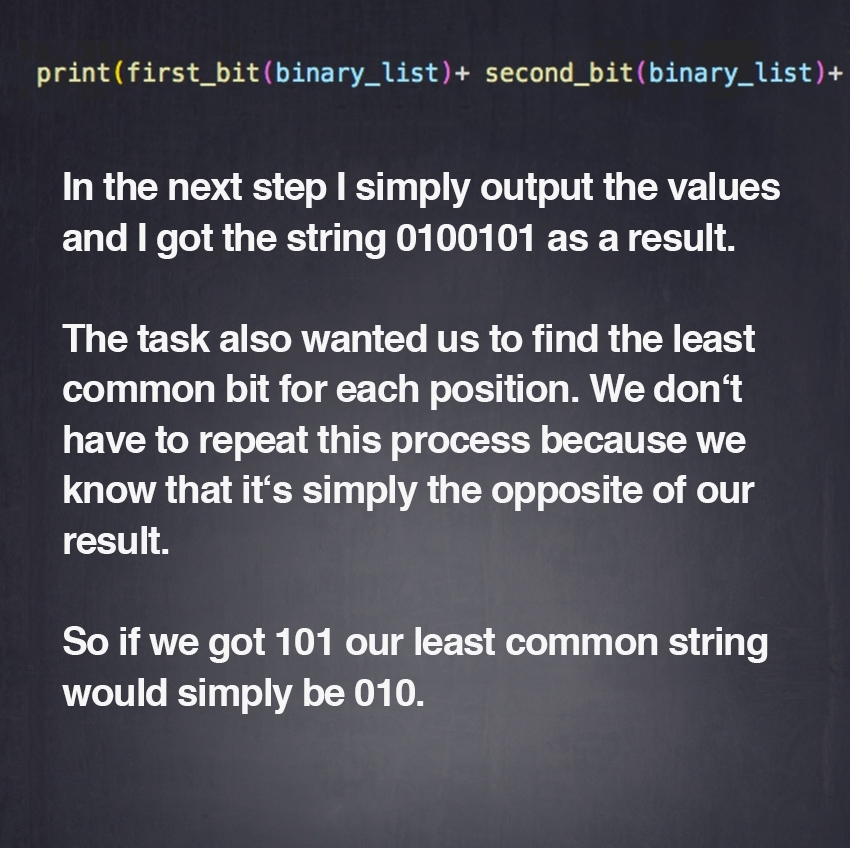 print(first_bit(binary_list)+ second_bit(binary_list)+
In the next step I simply output the values
and I got the string 0100101 as a result.
The task also wanted us to find the least
common bit for each position. We don‘t
have to repeat this process because we
know that it‘s simply the opposite of our
result.
So if we got 101 our least common string
would simply be 010.